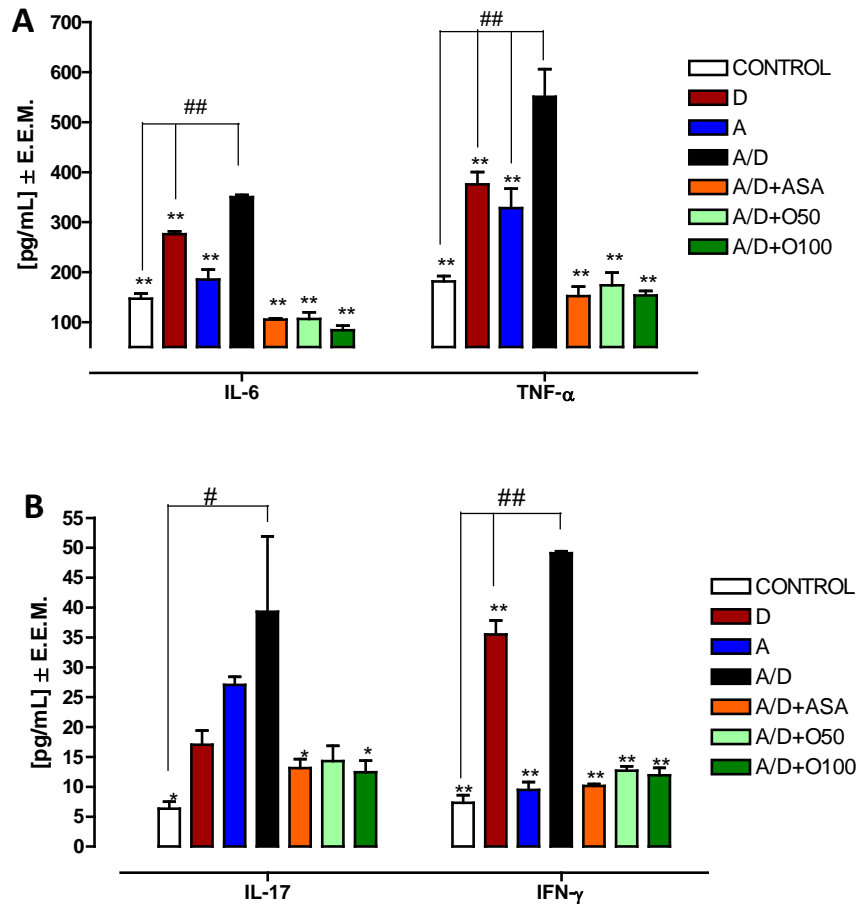 A
[pg/mL] ± E.E.M.
700
600
500
400
300
200
100
##
##
**
**
**
**
**
**
**
**
**
**
**
**
IL-6
TNF-α
CONTROL
D
A
A/D
A/D+ASA
A/D+O50
A/D+O100
B
[pg/mL] ± E.E.M.
55
50
45
40
35
30
25
20
15
10
5
0
#
##
*
*
*
**
**
**
**
**
**
IL-17
IFN-γ
CONTROL
D
A
A/D
A/D+ASA
A/D+O50
A/D+O100